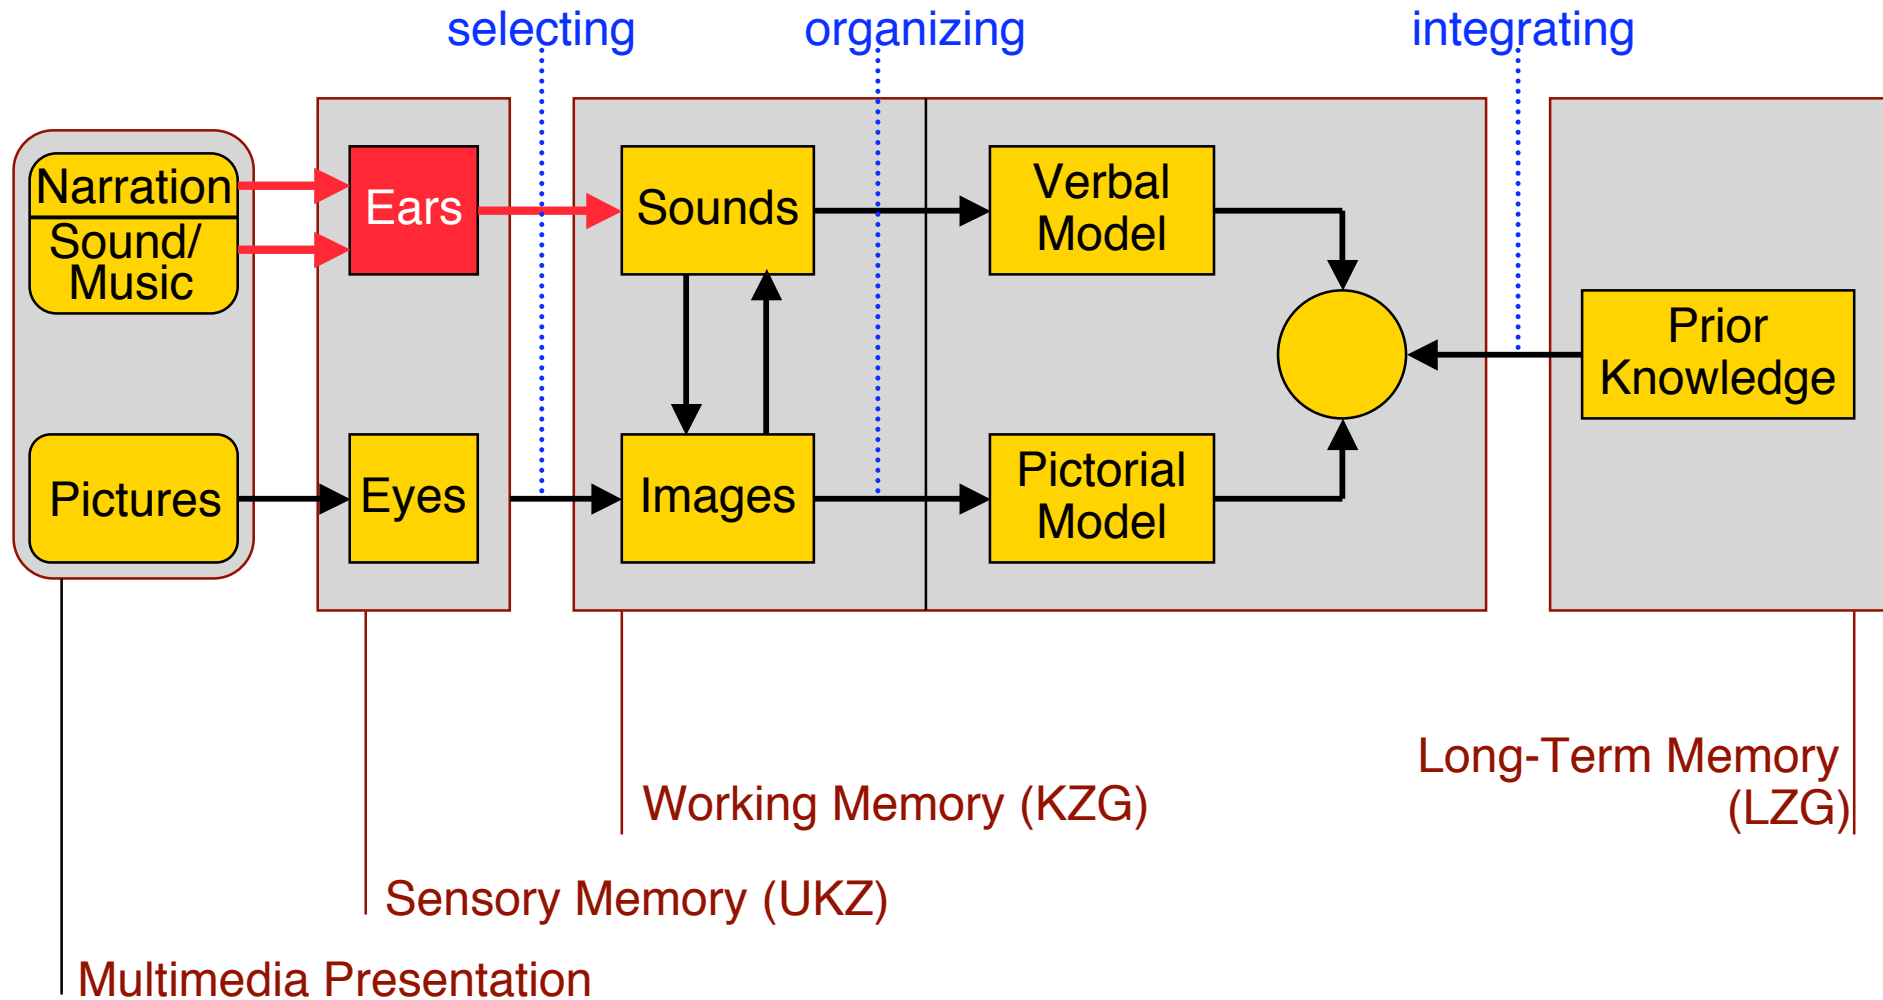 selecting
organizing
integrating
Narration
Sound/
Music
Pictures
Ears
Eyes
Sounds
Images
Verbal
Model
Pictorial
Model
Prior
Knowledge
Long-Term Memory
(LZG)
Working Memory (KZG)
Sensory Memory (UKZ)
Multimedia Presentation